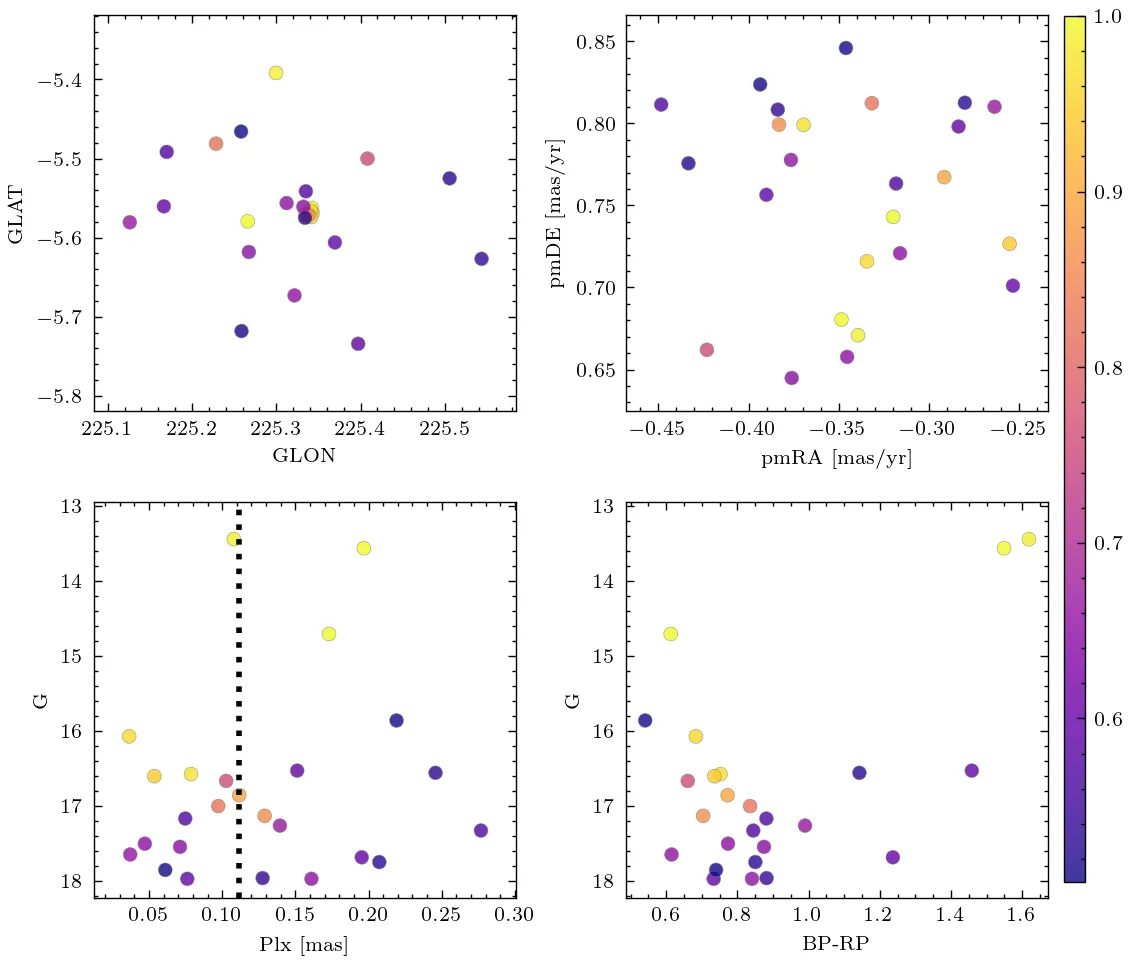 −5.4
−5.5
−5.6
−5.7
−5.8
GLAT
225.1 225.2 225.3 225.4 225.5
GLON
0.85
0.80
0.75
0.70
0.65
pmDE [mas/yr]
−0.45 −0.40 −0.35 −0.30 −0.25
pmRA [mas/yr]
13
14
15
16
17
18
G
0.05 0.10 0.15 0.20 0.25 0.30
Plx [mas]
13
14
15
16
17
18
G
0.6 0.8 1.0 1.2 1.4 1.6
BP-RP
1.0
0.9
0.8
0.7
0.6